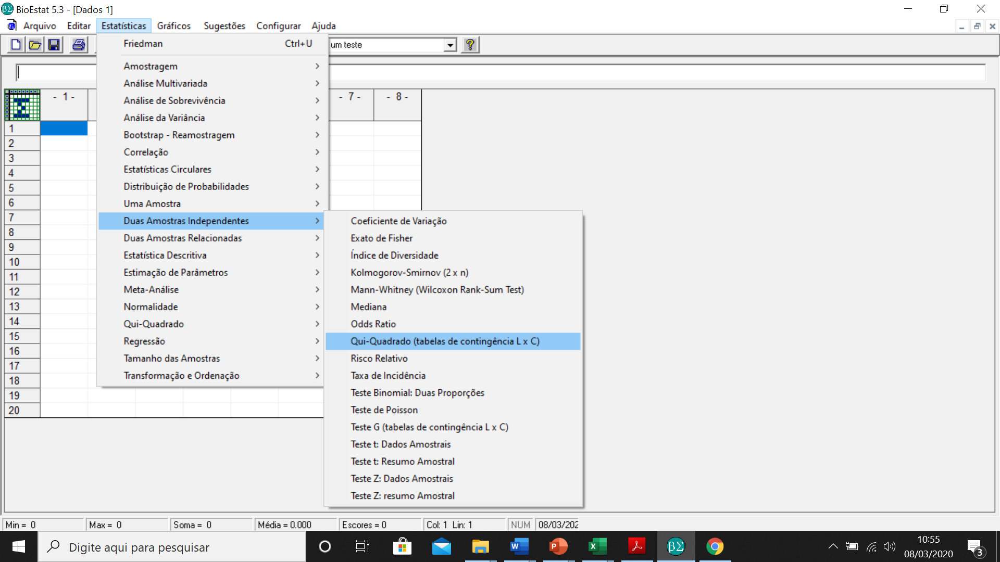 BioEstat 5.3 - [Dados 1]
Arquivo Editar Estatísticas Gráficos Sugestões Configurar Ajuda
um teste
Friedman Ctrl+U
Amostragem
Análise Multivariada
Análise de Sobrevivência
Análise da Variância
Bootstrap - Reamostragem
Correlação
Estatísticas Circulares
Distribuição de Probabilidades
Uma Amostra
Duas Amostras Independentes
Duas Amostras Relacionadas
Estatística Descritiva
Estimação de Parâmetros
Meta-Análise
Normalidade
Qui-Quadrado
Regressão
Tamanho das Amostras
Transformação e Ordenação
Coeficiente de Variação
Exato de Fisher
Índice de Diversidade
Kolmogorov-Smirnov (2 x n)
Mann-Whitney (Wilcoxon Rank-Sum Test)
Mediana
Odds Ratio
Qui-Quadrado (tabelas de contingência L x C)
Risco Relativo
Taxa de Incidência
Teste Binomial: Duas Proporções
Teste de Poisson
Teste G (tabelas de contingência L x C)
Teste t: Dados Amostrais
Teste t: Resumo Amostral
Teste Z: Dados Amostrais
Teste Z: resumo Amostral
- 1 - - 7 - - 8 -
1
2
3
4
5
6
7
8
9
10
11
12
13
14
15
16
17
18
19
20
Min = 0 Max = 0 Soma = 0 Média = 0.000 Escores = 0 Col: 1 Lin: 1 NUM 08/03/202
Digite aqui para pesquisar
10:55
08/03/2020
3